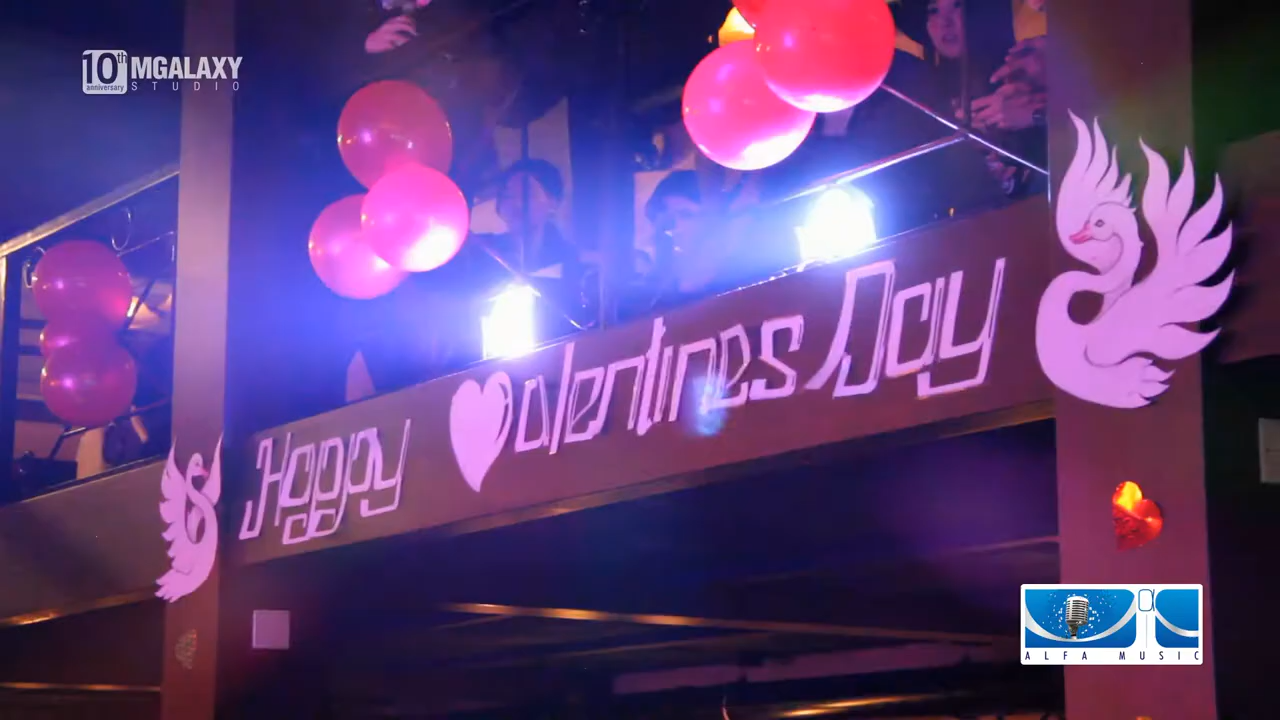 10th anniversary
MGALAXY
STUDIO
Happy Valentines Day
ALFA MUSIC